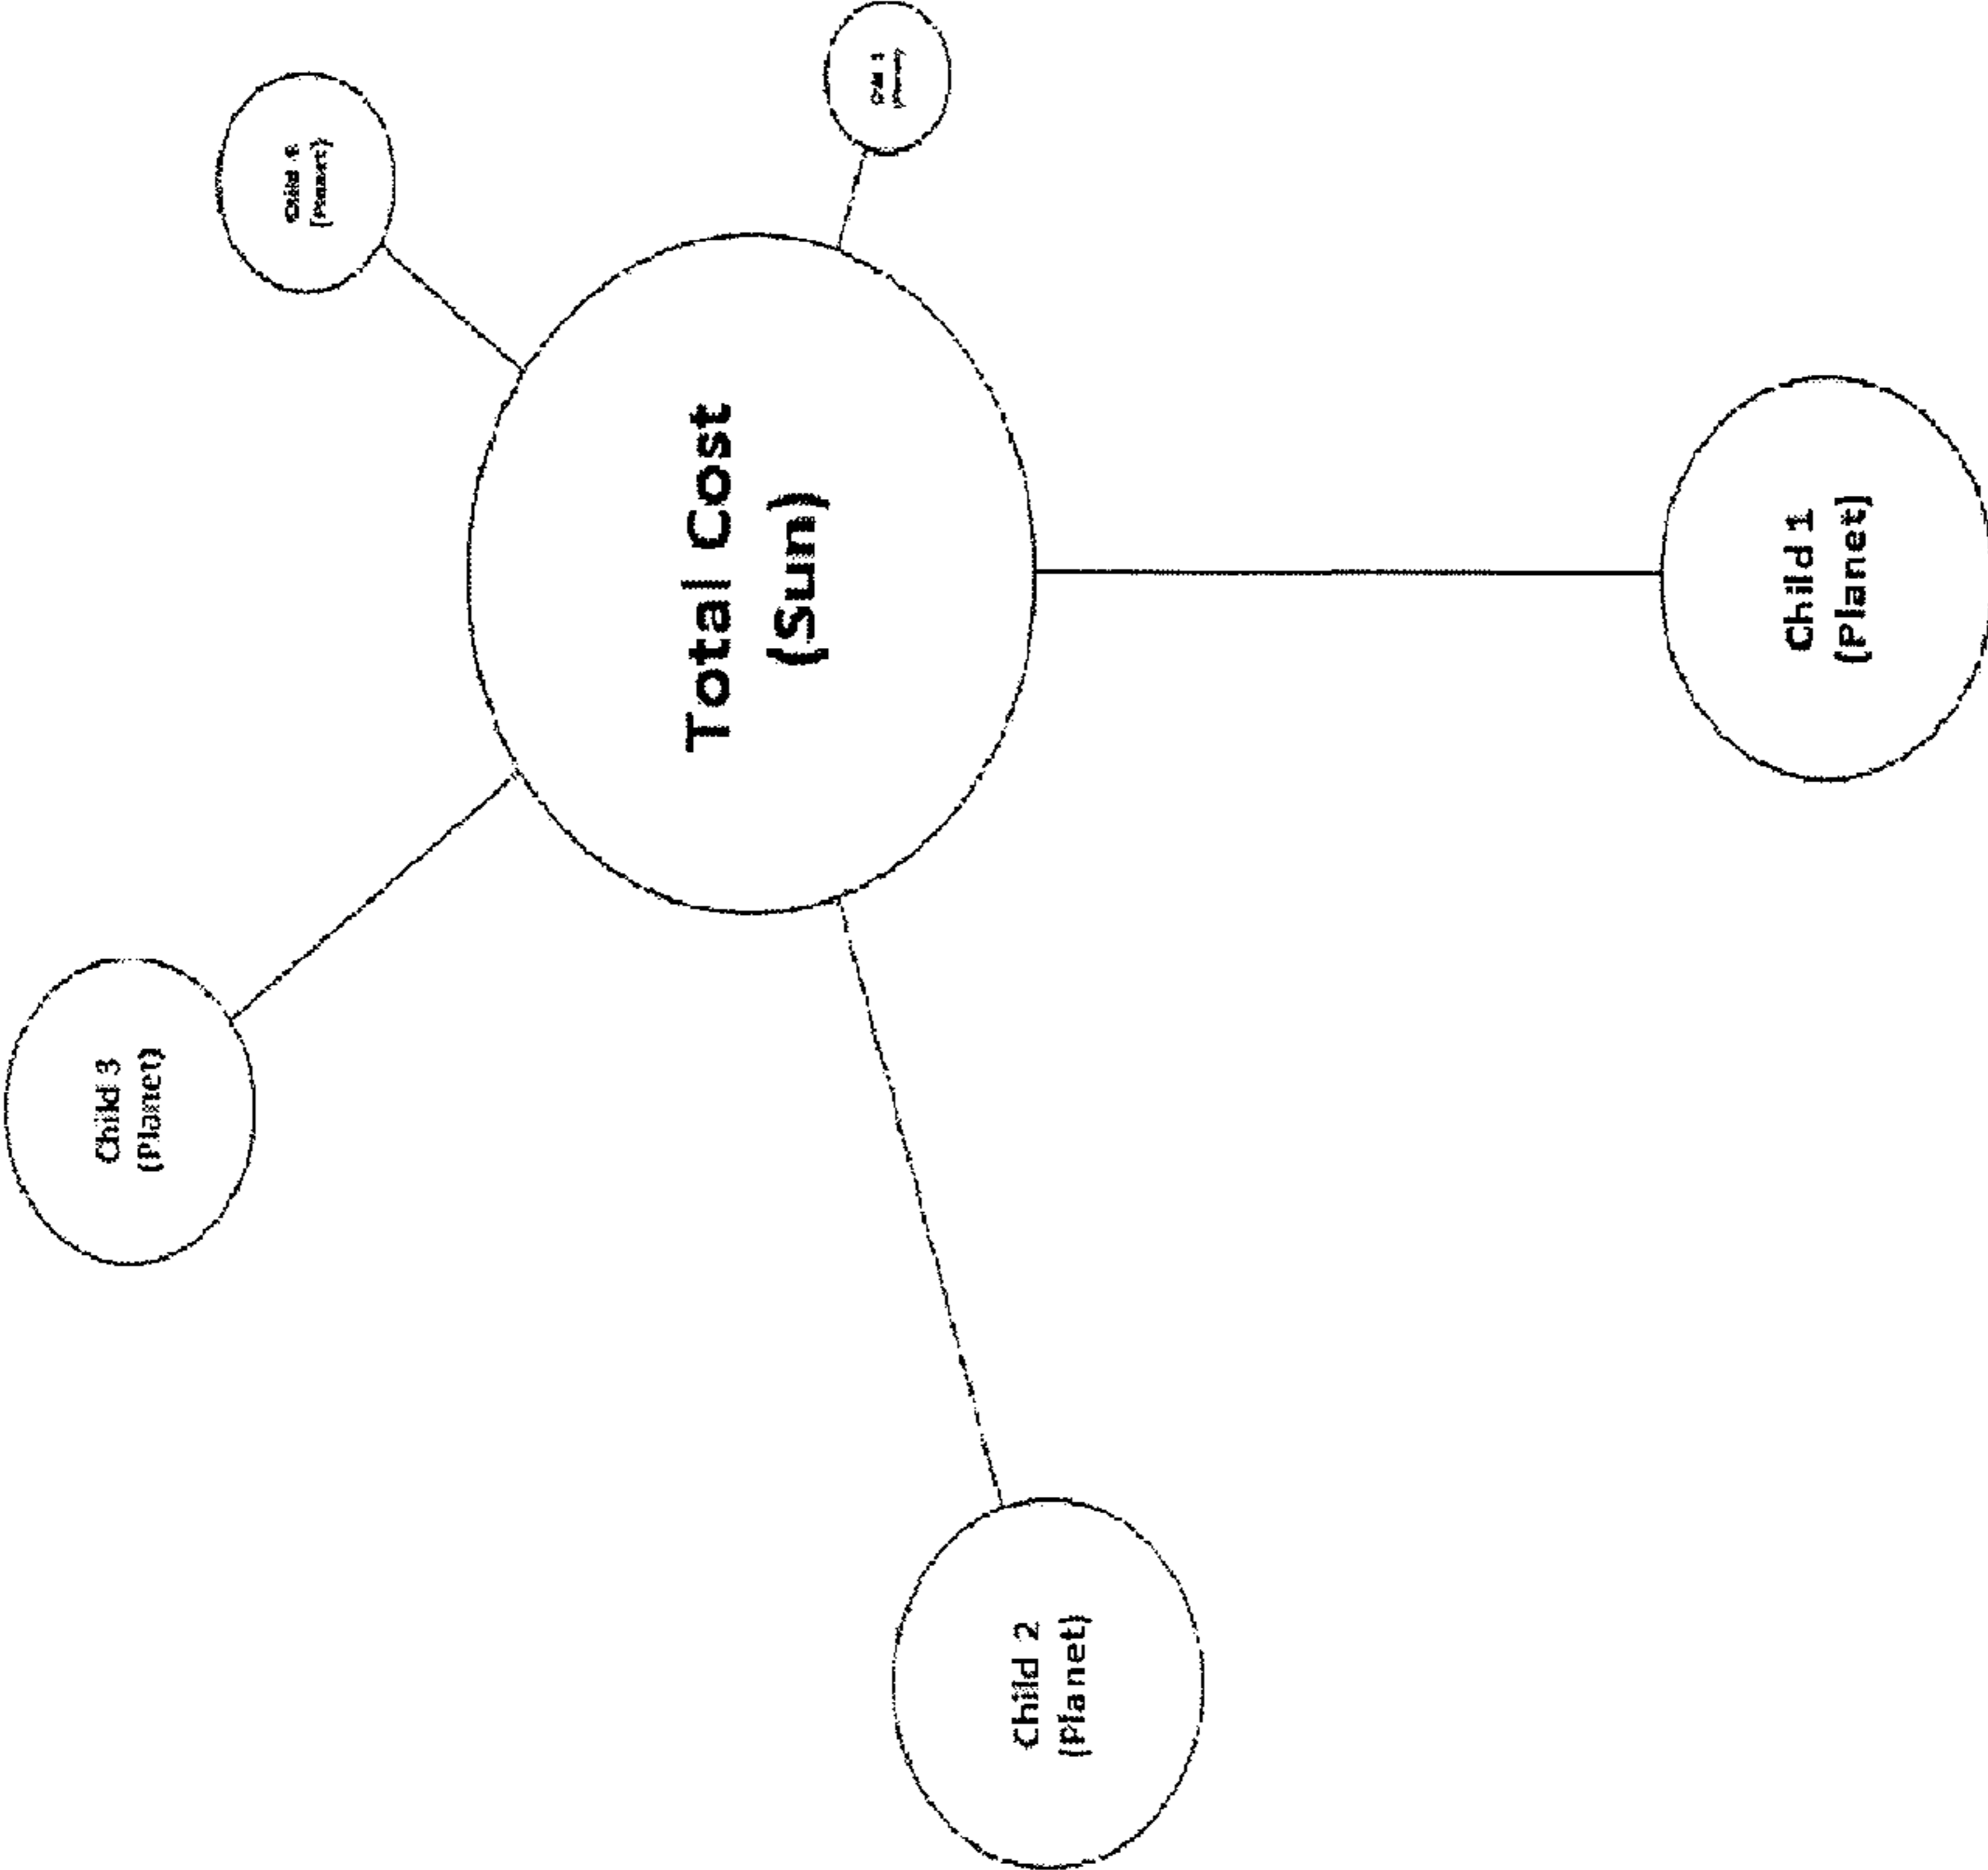 Total Cost
(Sun)
Child 1
(Planet)
Child 2
(Planet)
Child 3
(Planet)